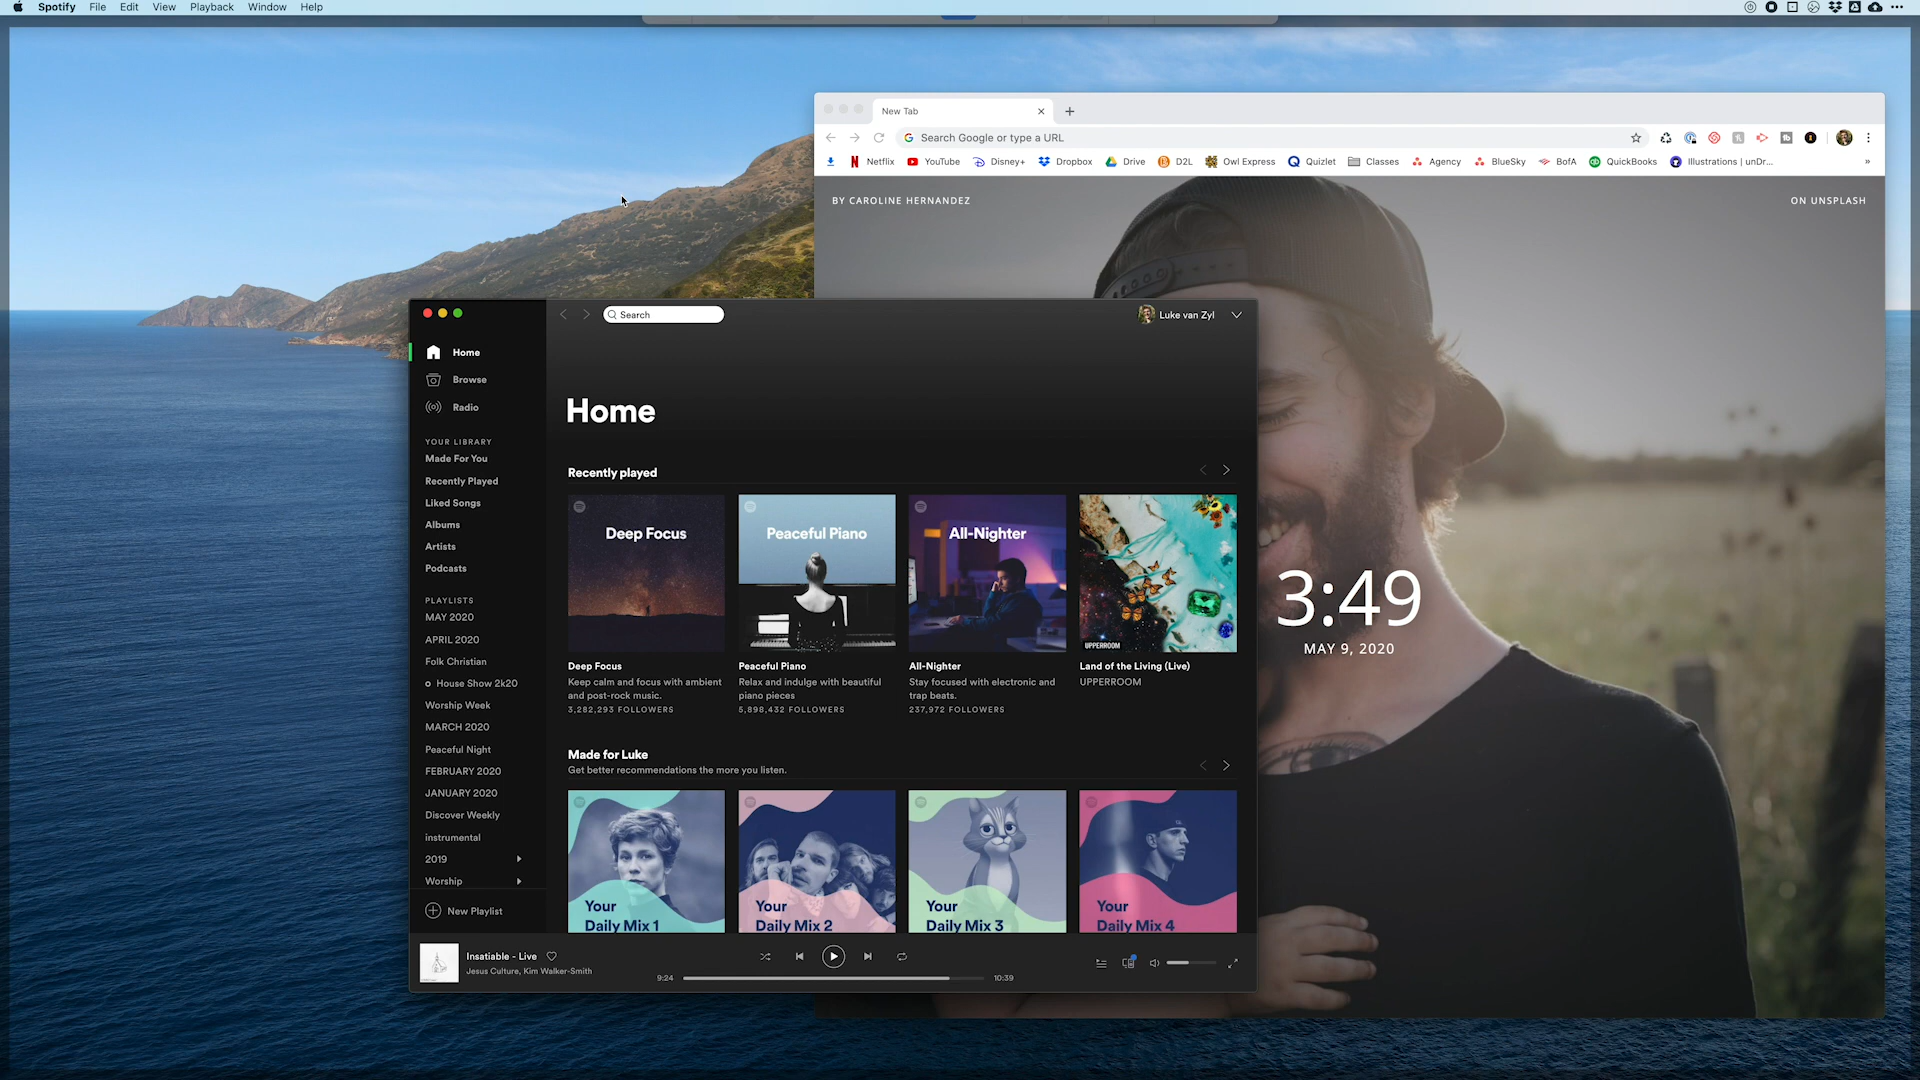 Spotify File Edit View Playback Window Help
New Tab
Search Google or type a URL
Netflix YouTube Disney+ Dropbox Drive D2L Owl Express Quizlet Classes Agency BlueSky BofA QuickBooks Illustrations | unDr... »
BY CAROLINE HERNANDEZ
ON UNSPLASH
3:49
MAY 9, 2020
Search
Luke van Zyl
Home
Browse
Radio
YOUR LIBRARY
Made For You
Recently Played
Liked Songs
Albums
Artists
Podcasts
PLAYLISTS
MAY 2020
APRIL 2020
Folk Christian
House Show 2k20
Worship Week
MARCH 2020
Peaceful Night
FEBRUARY 2020
JANUARY 2020
Discover Weekly
instrumental
2019
Worship
New Playlist
Home
Recently played
Deep Focus
Peaceful Piano
All-Nighter
UPPERROOM
Deep Focus
Keep calm and focus with ambient
and post-rock music.
3,282,293 FOLLOWERS
Peaceful Piano
Relax and indulge with beautiful
piano pieces
5,898,432 FOLLOWERS
All-Nighter
Stay focused with electronic and
trap beats.
237,972 FOLLOWERS
Land of the Living (Live)
UPPERROOM
Made for Luke
Get better recommendations the more you listen.
Your
Daily Mix 1
Your
Daily Mix 2
Your
Daily Mix 3
Your
Daily Mix 4
Insatiable - Live
Jesus Culture, Kim Walker-Smith
9:24
10:39